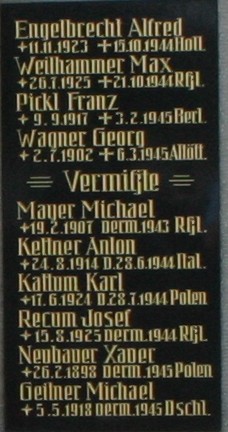 Engelbrecht Alfred
+11.11.1923 +15.10.1944 Holl.
Weilhammer Max
+26.7.1925 +21.10.1944 Rßl.
Pickl Franz
+ 9.9.1917 + 3.2.1945 Berl.
Wagner Georg
+ 2.7.1902 + 6.3.1945 Altött.
= Vermißte =
Mayer Michael
+19.2.1907 verm.1943 Rßl.
Kettner Anton
+24.8.1914 v.28.6.1944 Ital.
Kattum Karl
+17.6.1924 v.28.7.1944 Polen
Recum Josef
+15.8.1925 verm.1944 Rßl.
Neubauer Xaver
+26.2.1898 verm.1945 Polen
Geitner Michael
+ 5.5.1918 verm.1945 Dschl.